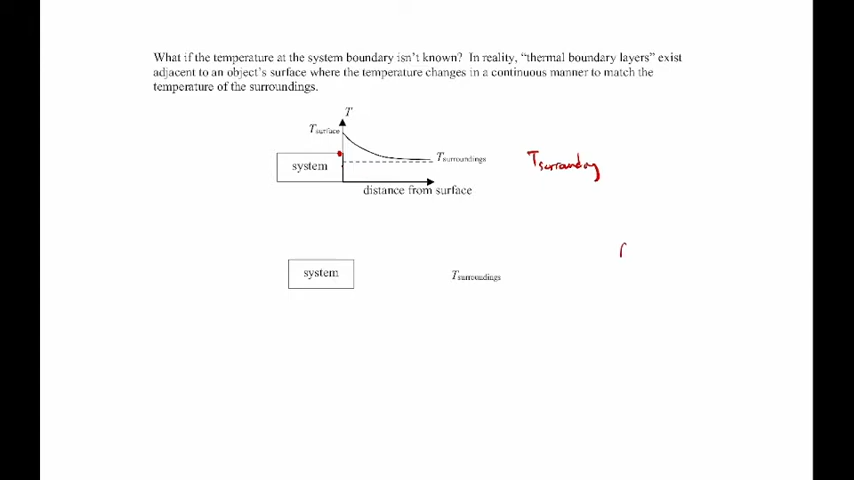 What if the temperature at the system boundary isn't known? In reality, "thermal boundary layers" exist
adjacent to an object's surface where the temperature changes in a continuous manner to match the
temperature of the surroundings.
T
Tsurface
Tsurroundings
system
distance from surface
Tsurroundings
system
Tsurroundings